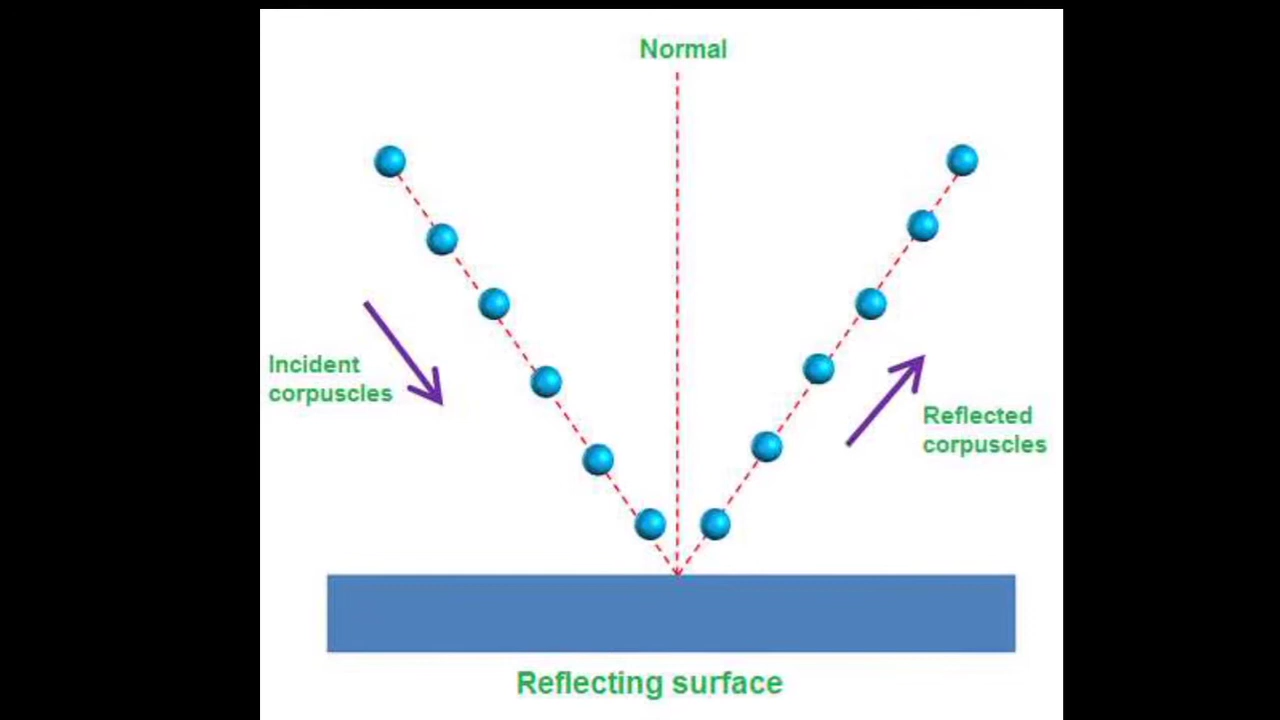 Normal
Incident
corpuscles
Reflected
corpuscles
Reflecting surface